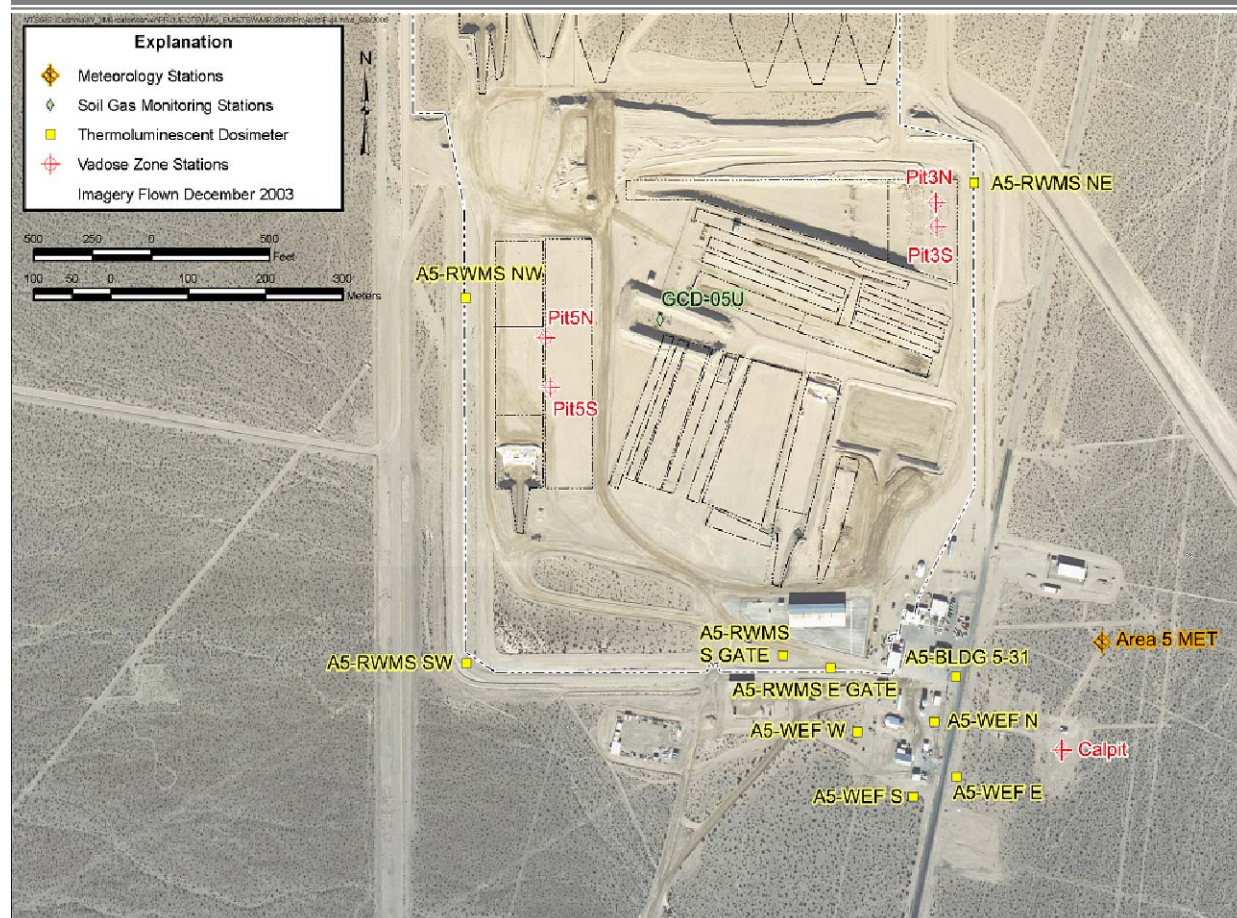 Explanation
Meteorology Stations
Soil Gas Monitoring Stations
Thermoluminescent Dosimeter
Vadose Zone Stations
Imagery Flown December 2003
N
500 250 0 500
Feet
100 50 0 100 200 300
Meters
A5-RWMS NE
Pit3N
Pit3S
A5-RWMS NW
GCD-05U
Pit5N
Pit5S
A5-RWMS
S GATE
Area 5 MET
A5-RWMS SW
A5-BLDG 5-31
A5-RWMS E GATE
A5-WEF N
A5-WEF W
Calpit
A5-WEF E
A5-WEF S